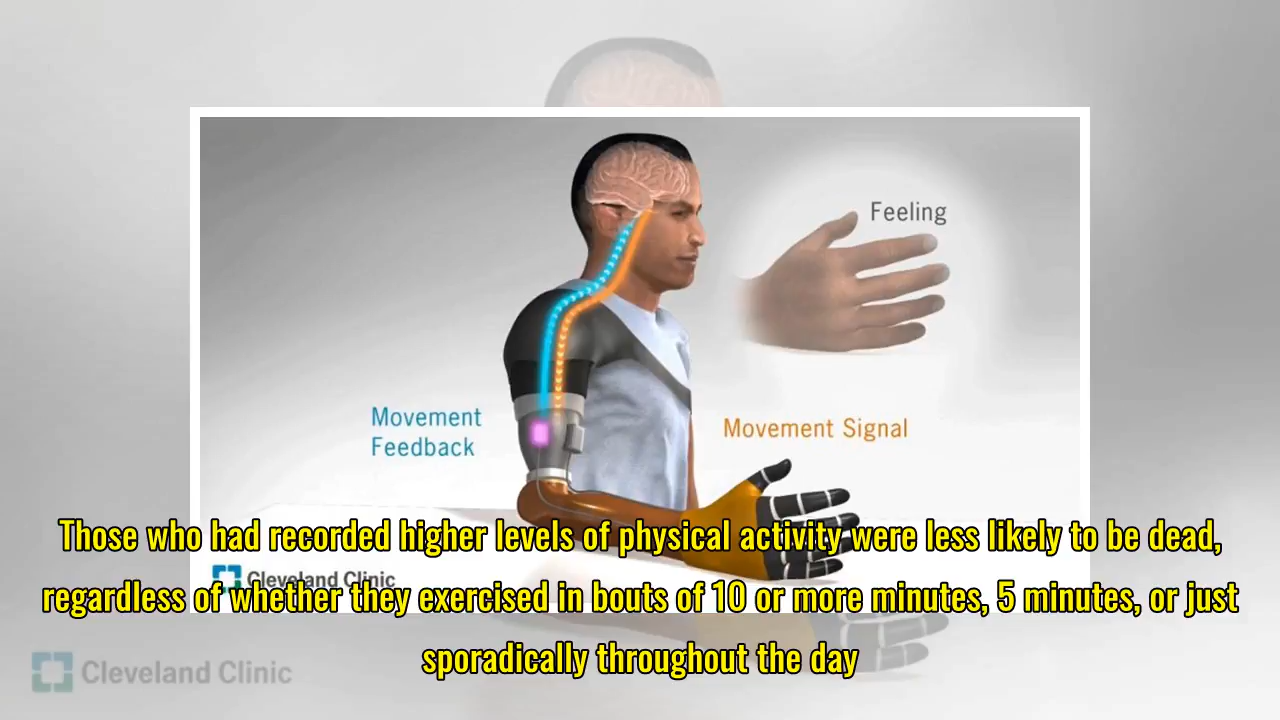 Feeling
Movement
Feedback
Movement Signal
Those who had recorded higher levels of physical activity were less likely to be dead,
Cleveland Clinic
regardless of whether they exercised in bouts of 10 or more minutes, 5 minutes, or just
sporadically throughout the day
Cleveland Clinic